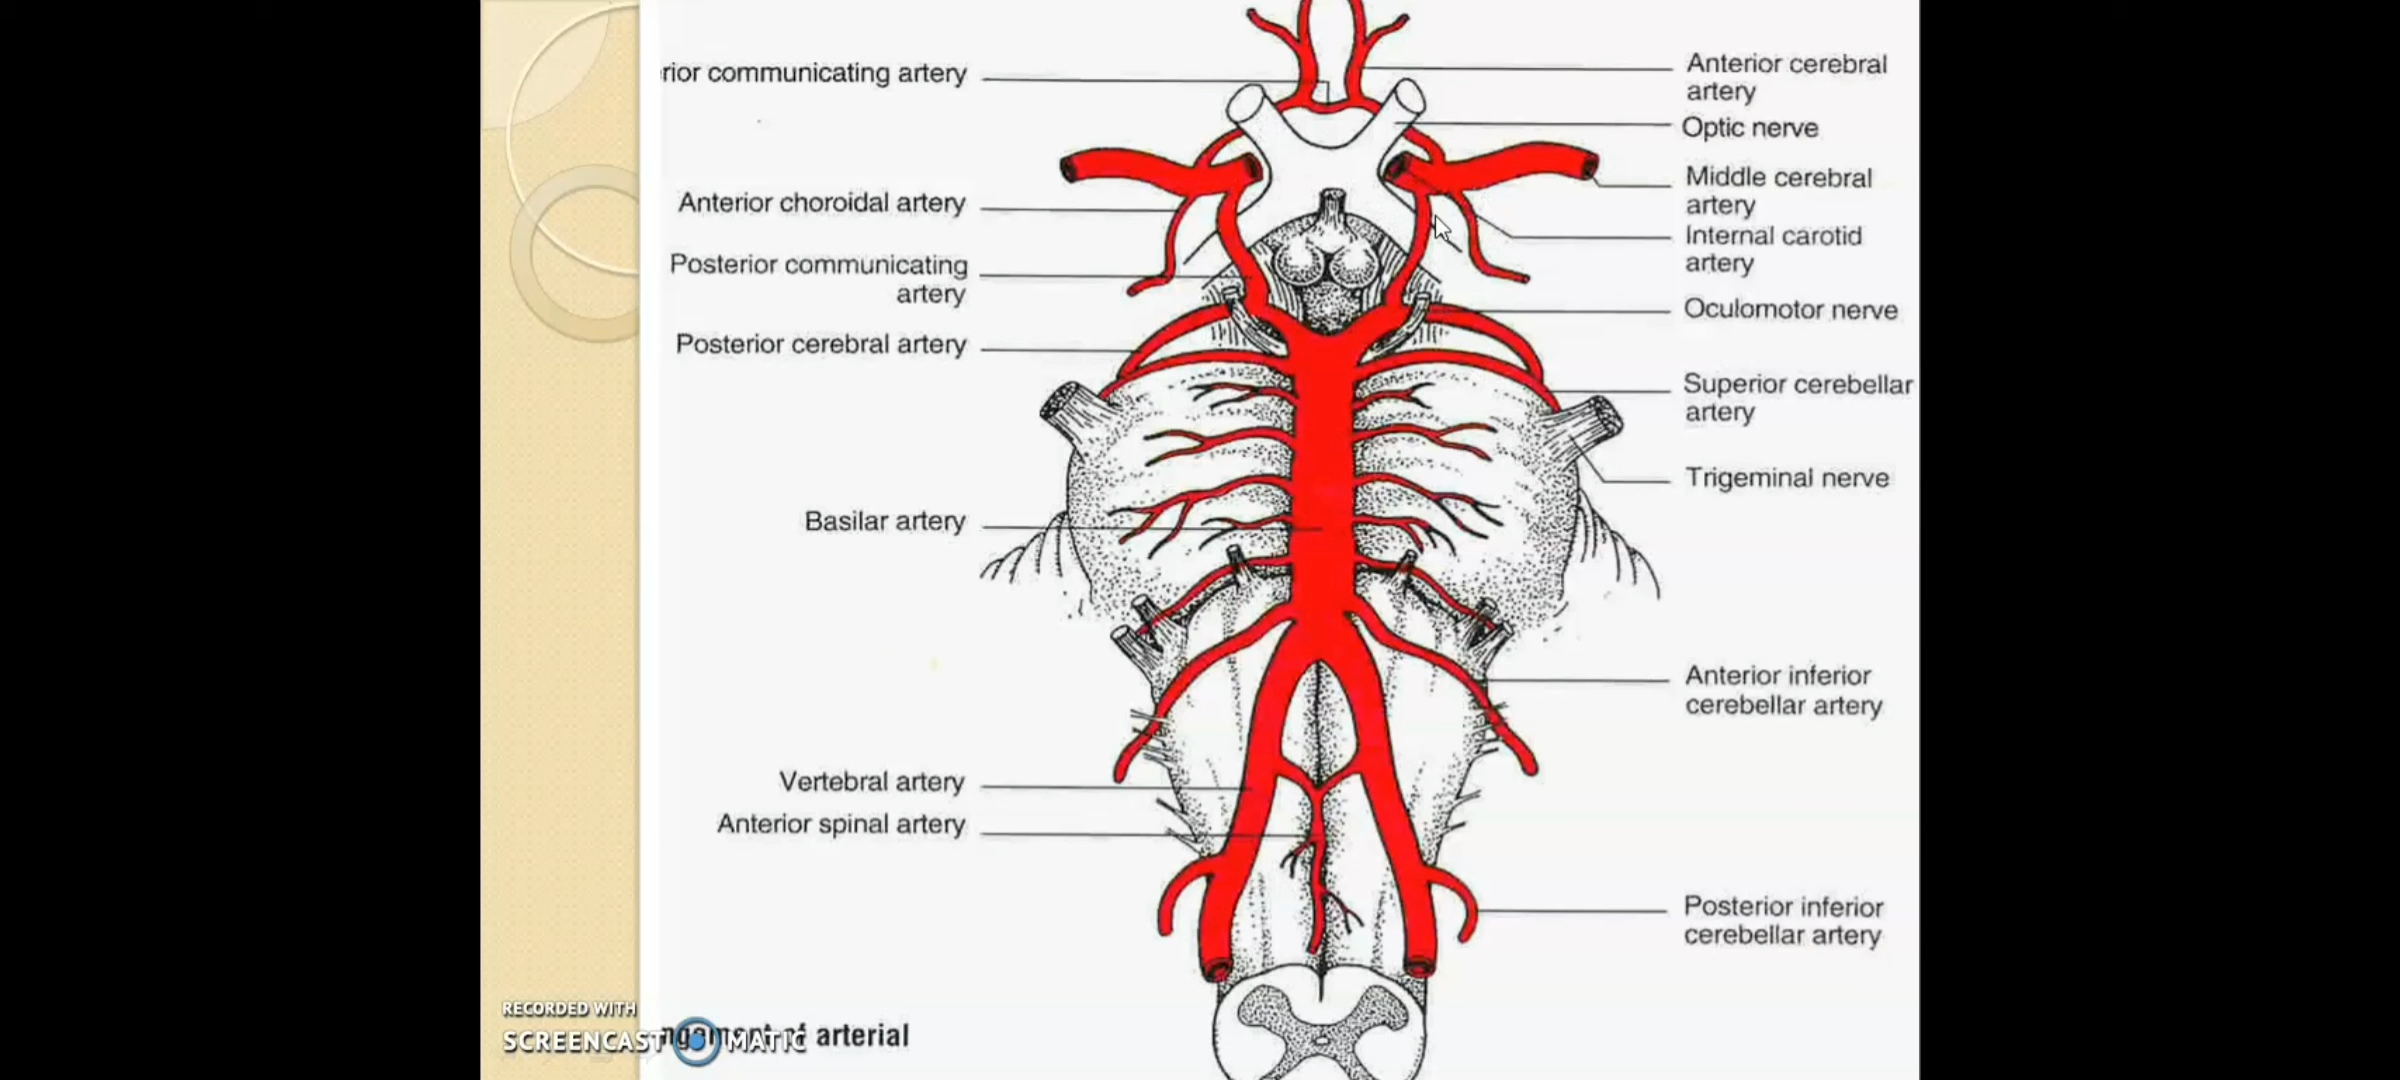 rior communicating artery
Anterior choroidal artery
Posterior communicating
artery
Posterior cerebral artery
Basilar artery
Vertebral artery
Anterior spinal artery
Anterior cerebral
artery
Optic nerve
Middle cerebral
artery
Internal carotid
artery
Oculomotor nerve
Superior cerebellar
artery
Trigeminal nerve
Anterior inferior
cerebellar artery
Posterior inferior
cerebellar artery
RECORDED WITH
SCREENCAST MATIC
of arterial